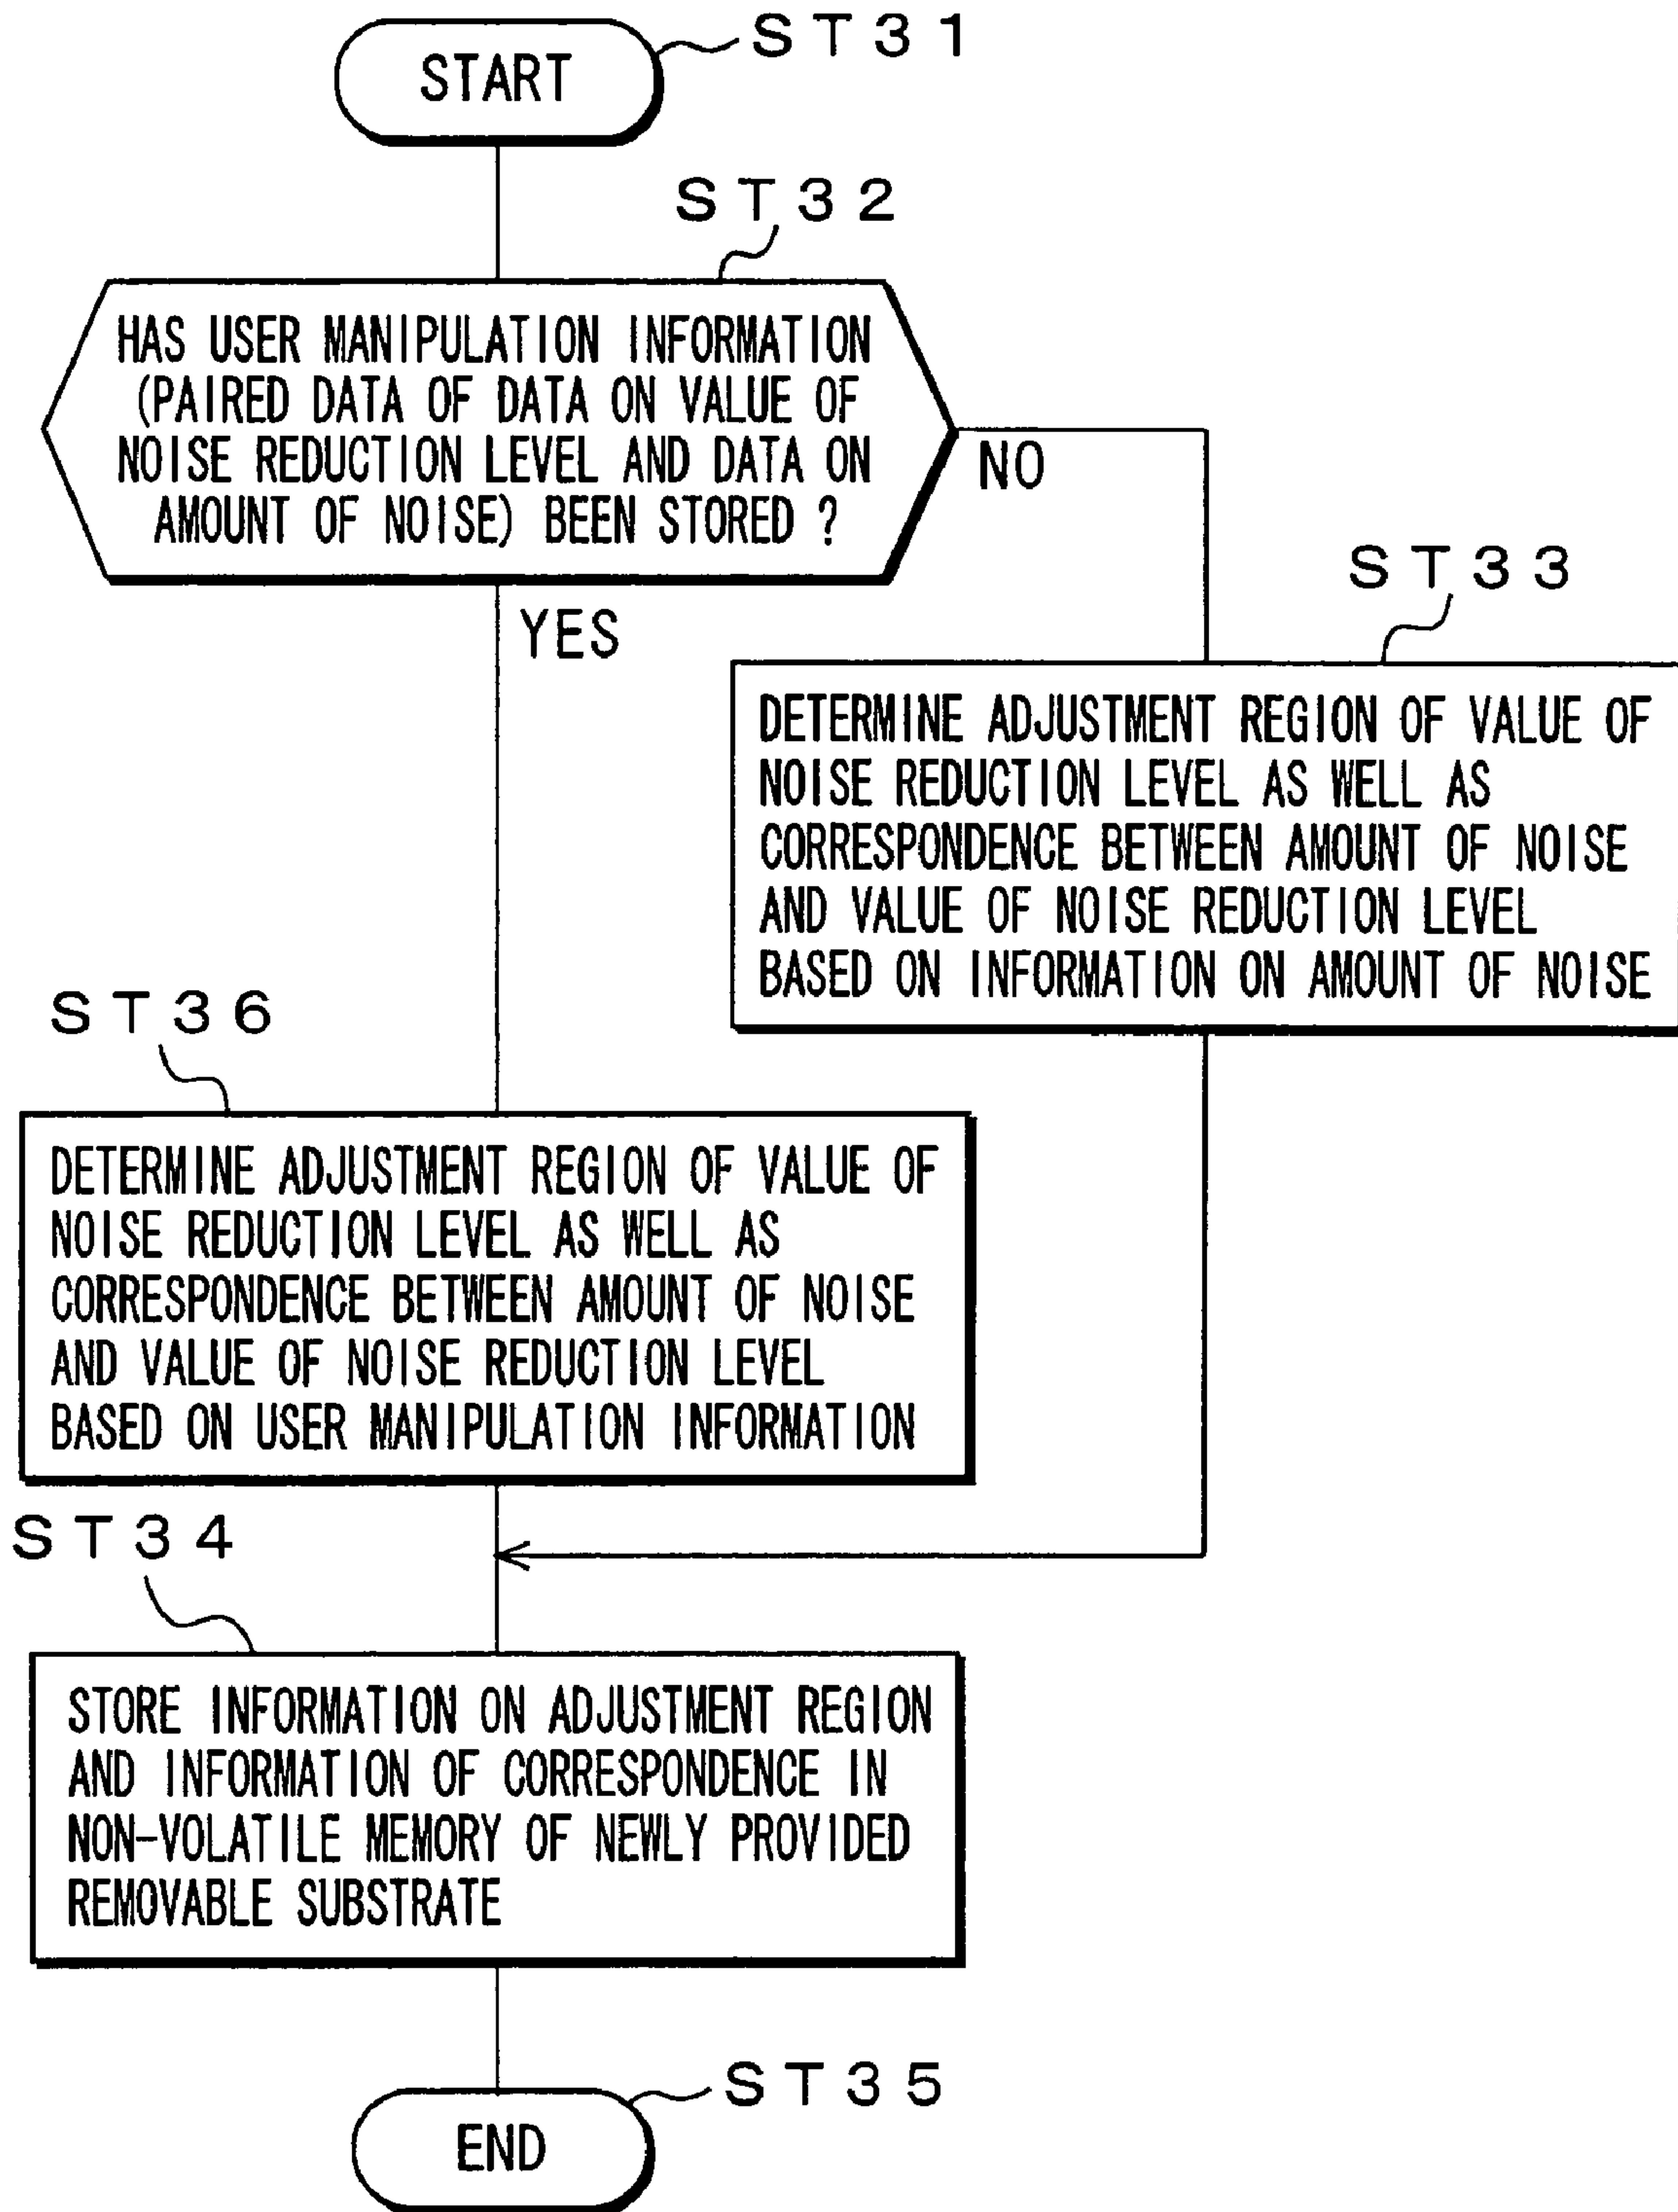 ST31
START
ST32
HAS USER MANIPULATION INFORMATION
(PAIRED DATA OF DATA ON VALUE OF
NOISE REDUCTION LEVEL AND DATA ON
AMOUNT OF NOISE) BEEN STORED ?
NO
YES
ST33
DETERMINE ADJUSTMENT REGION OF VALUE OF
NOISE REDUCTION LEVEL AS WELL AS
CORRESPONDENCE BETWEEN AMOUNT OF NOISE
AND VALUE OF NOISE REDUCTION LEVEL
BASED ON INFORMATION ON AMOUNT OF NOISE
ST36
DETERMINE ADJUSTMENT REGION OF VALUE OF
NOISE REDUCTION LEVEL AS WELL AS
CORRESPONDENCE BETWEEN AMOUNT OF NOISE
AND VALUE OF NOISE REDUCTION LEVEL
BASED ON USER MANIPULATION INFORMATION
ST34
STORE INFORMATION ON ADJUSTMENT REGION
AND INFORMATION OF CORRESPONDENCE IN
NON-VOLATILE MEMORY OF NEWLY PROVIDED
REMOVABLE SUBSTRATE
ST35
END